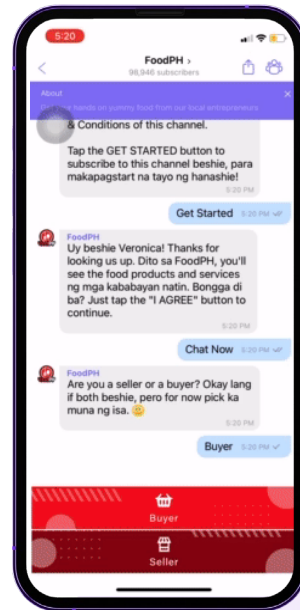 5:20
FoodPH >
98,946 subscribers
About
hands on yummy food from our local entrepreneurs
& Conditions of this channel.
Tap the GET STARTED button to
subscribe to this channel beshie, para
makapagstart na tayo ng hanashie!
5:20 PM
Get Started 5:20 PM
FoodPH
Uy beshie Veronica! Thanks for
looking us up. Dito sa FoodPH, you'll
see the food products and services
ng mga kababayan natin. Bongga di
ba? Just tap the "I AGREE" button to
continue.
5:20 PM
Chat Now 5:20 PM
FoodPH
Are you a seller or a buyer? Okay lang
if both beshie, pero for now pick ka
muna ng isa.
5:20 PM
Buyer 5:20 PM
Buyer
Seller